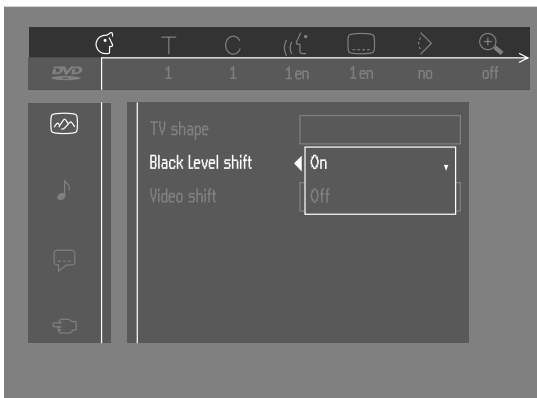 T C
DVD 1 1 1 en 1 en no off
TV shape
Black Level shift On
Video shift Off